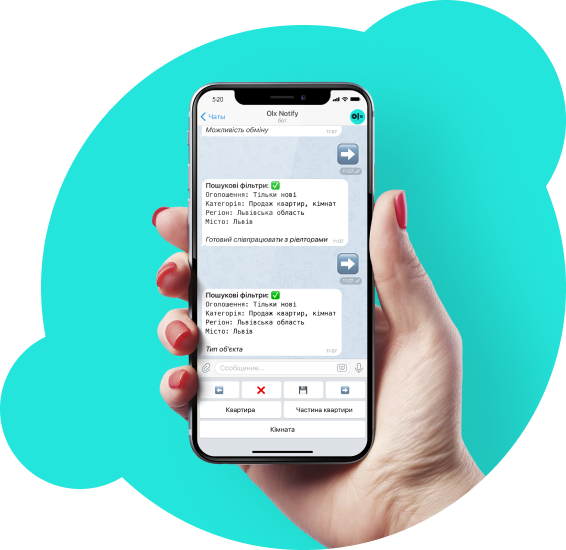 5:20
Чаты
Olx Notify
бот
Можливість обміну
11:07
11:07
Пошукові фільтри: ✅
Оголошення: Тільки нові
Категорія: Продаж квартир, кімнат
Регіон: Львівська область
Місто: Львів
Готовий співпрацювати з рієлторами
11:07
11:07
Пошукові фільтри: ✅
Оголошення: Тільки нові
Категорія: Продаж квартир, кімнат
Регіон: Львівська область
Місто: Львів
Тип об'єкта
11:07
Сообщение...
Квартира
Частина квартири
Кімната